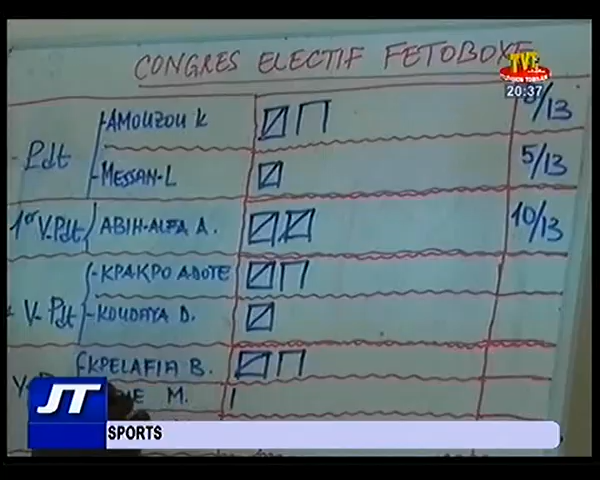 CONGRES ELECTIF FETOBOXE
TVT
20:37
- Pdt
- AMOUZOU K
8/13
- MESSAN-L
5/13
1er V.Pdt
ABIH-ALFA A.
10/13
V- Pdt
- KPAKPO ADOTE
- KOUDAYA D.
KPELAFIA B.
M.
JT
SPORTS